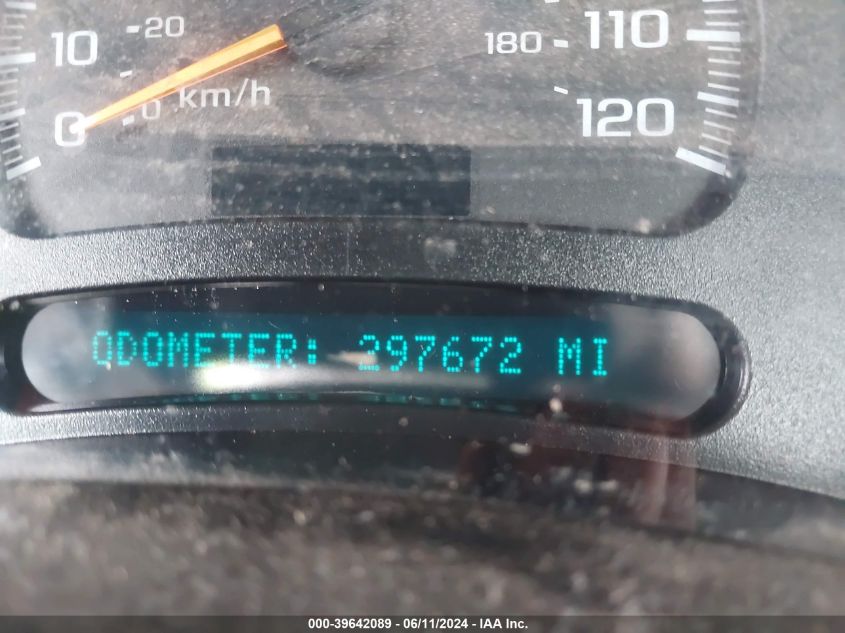 10 20 180 110
0 0 km/h 120
ODOMETER: 297672 MI
000-39642089 - 06/11/2024 - IAA Inc.